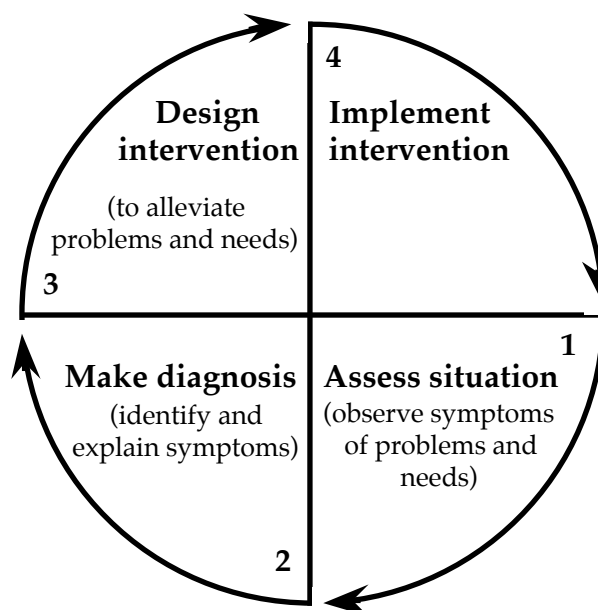 4
Design
intervention
(to alleviate
problems and needs)
3
Implement
intervention
1
Assess situation
(observe symptoms
of problems and
needs)
Make diagnosis
(identify and
explain symptoms)
2